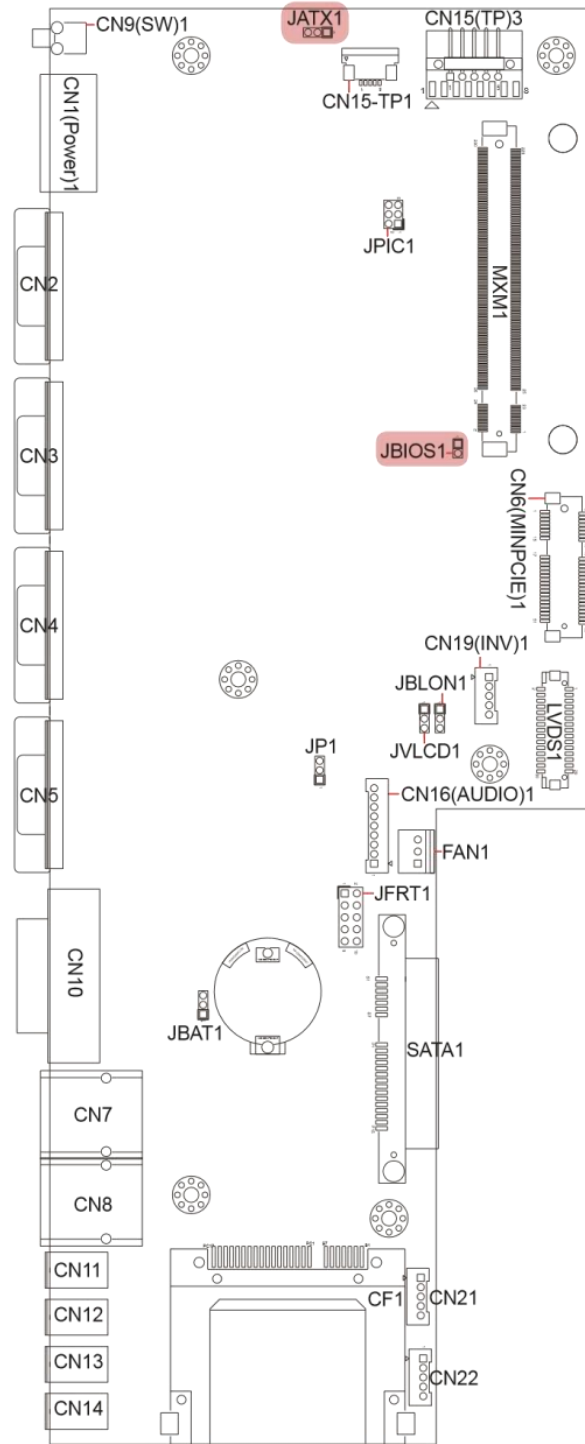 CN9(SW)1
JATX1
CN15(TP)3
CN15-TP1
1
8
CN1(Power)1
JPIC1
MXM1
CN2
CN3
JBIOS1
CN6(MINPCIE)1
CN4
CN19(INV)1
JBLON1
LVDS1
JVLCD1
JP1
CN5
CN16(AUDIO)1
FAN1
JFRT1
CN10
JBAT1
SATA1
CN7
CN8
CN11
CF1
CN21
CN12
CN13
CN22
CN14